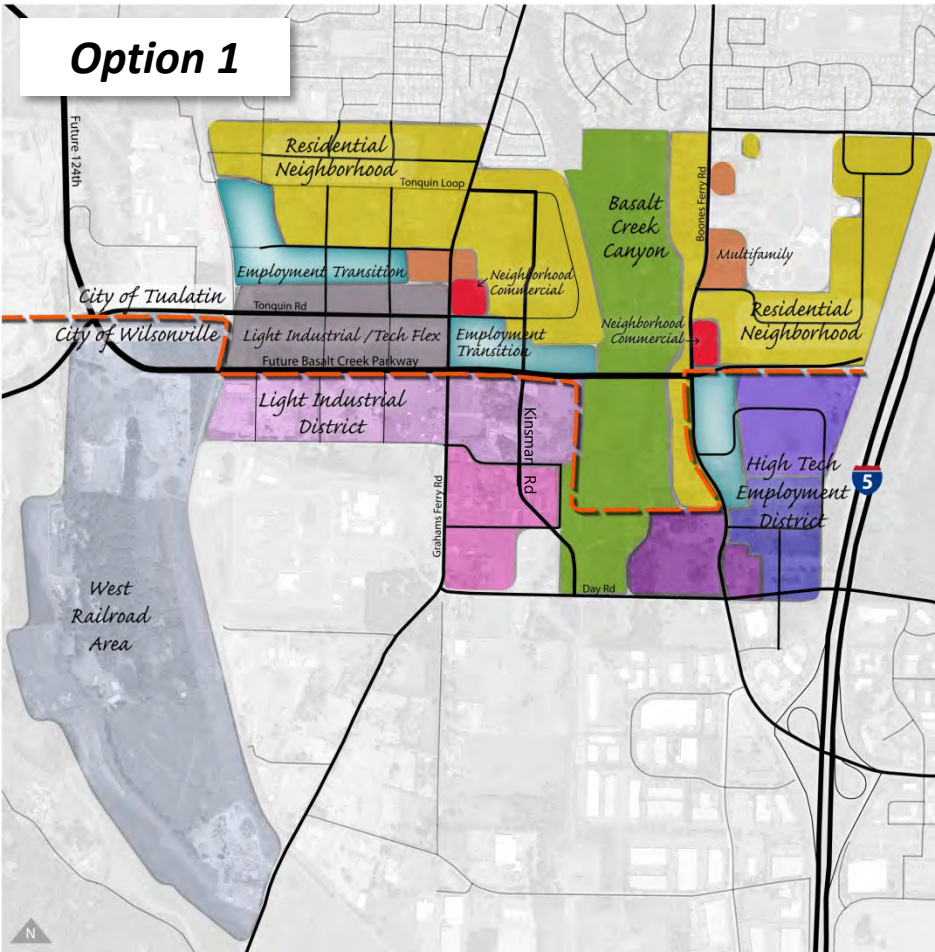 Option 1
Future 124th
Residential
Neighborhood
Tonquin Loop
Basalt
Creek
Canyon
Boones Ferry Rd
Multifamily
Employment Transition
Neighborhood
Commercial
City of Tualatin
Tonquin Rd
Residential
Neighborhood
City of Wilsonville
Light Industrial /Tech Flex
Employment
Transition
Neighborhood
Commercial
Future Basalt Creek Parkway
Light Industrial
District
Kinsman Rd
High Tech
Employment
District
5
Grahams Ferry Rd
West
Railroad
Area
Day Rd
N